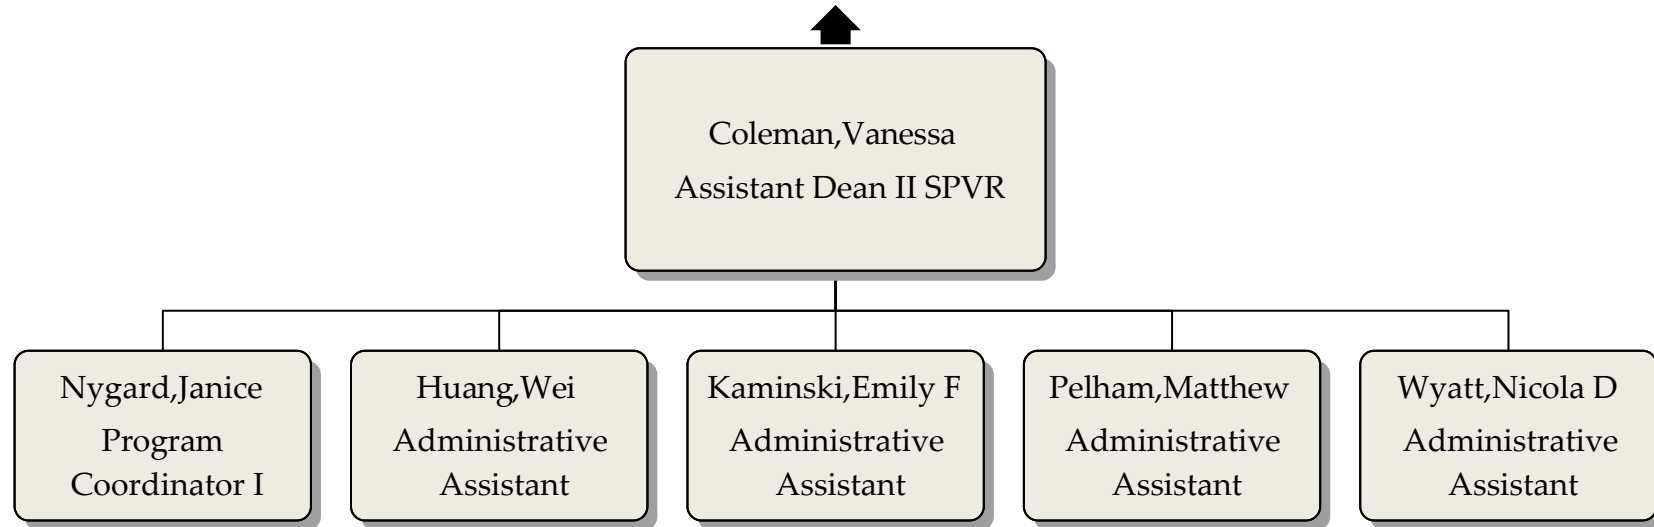 Coleman,Vanessa
Assistant Dean II SPVR
Nygard,Janice
Program
Coordinator I
Huang,Wei
Administrative
Assistant
Kaminski,Emily F
Administrative
Assistant
Pelham,Matthew
Administrative
Assistant
Wyatt,Nicola D
Administrative
Assistant